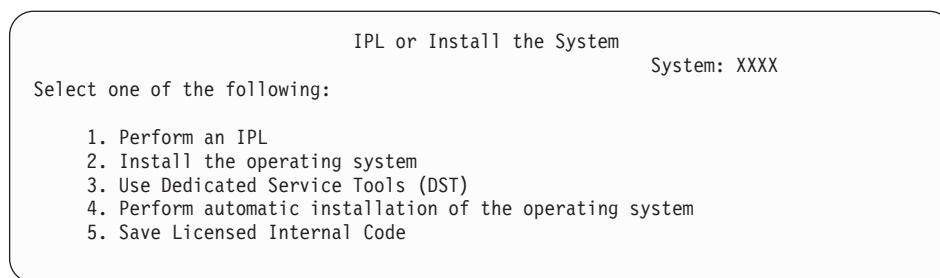 IPL or Install the System
System: XXXX
Select one of the following:
1. Perform an IPL
2. Install the operating system
3. Use Dedicated Service Tools (DST)
4. Perform automatic installation of the operating system
5. Save Licensed Internal Code